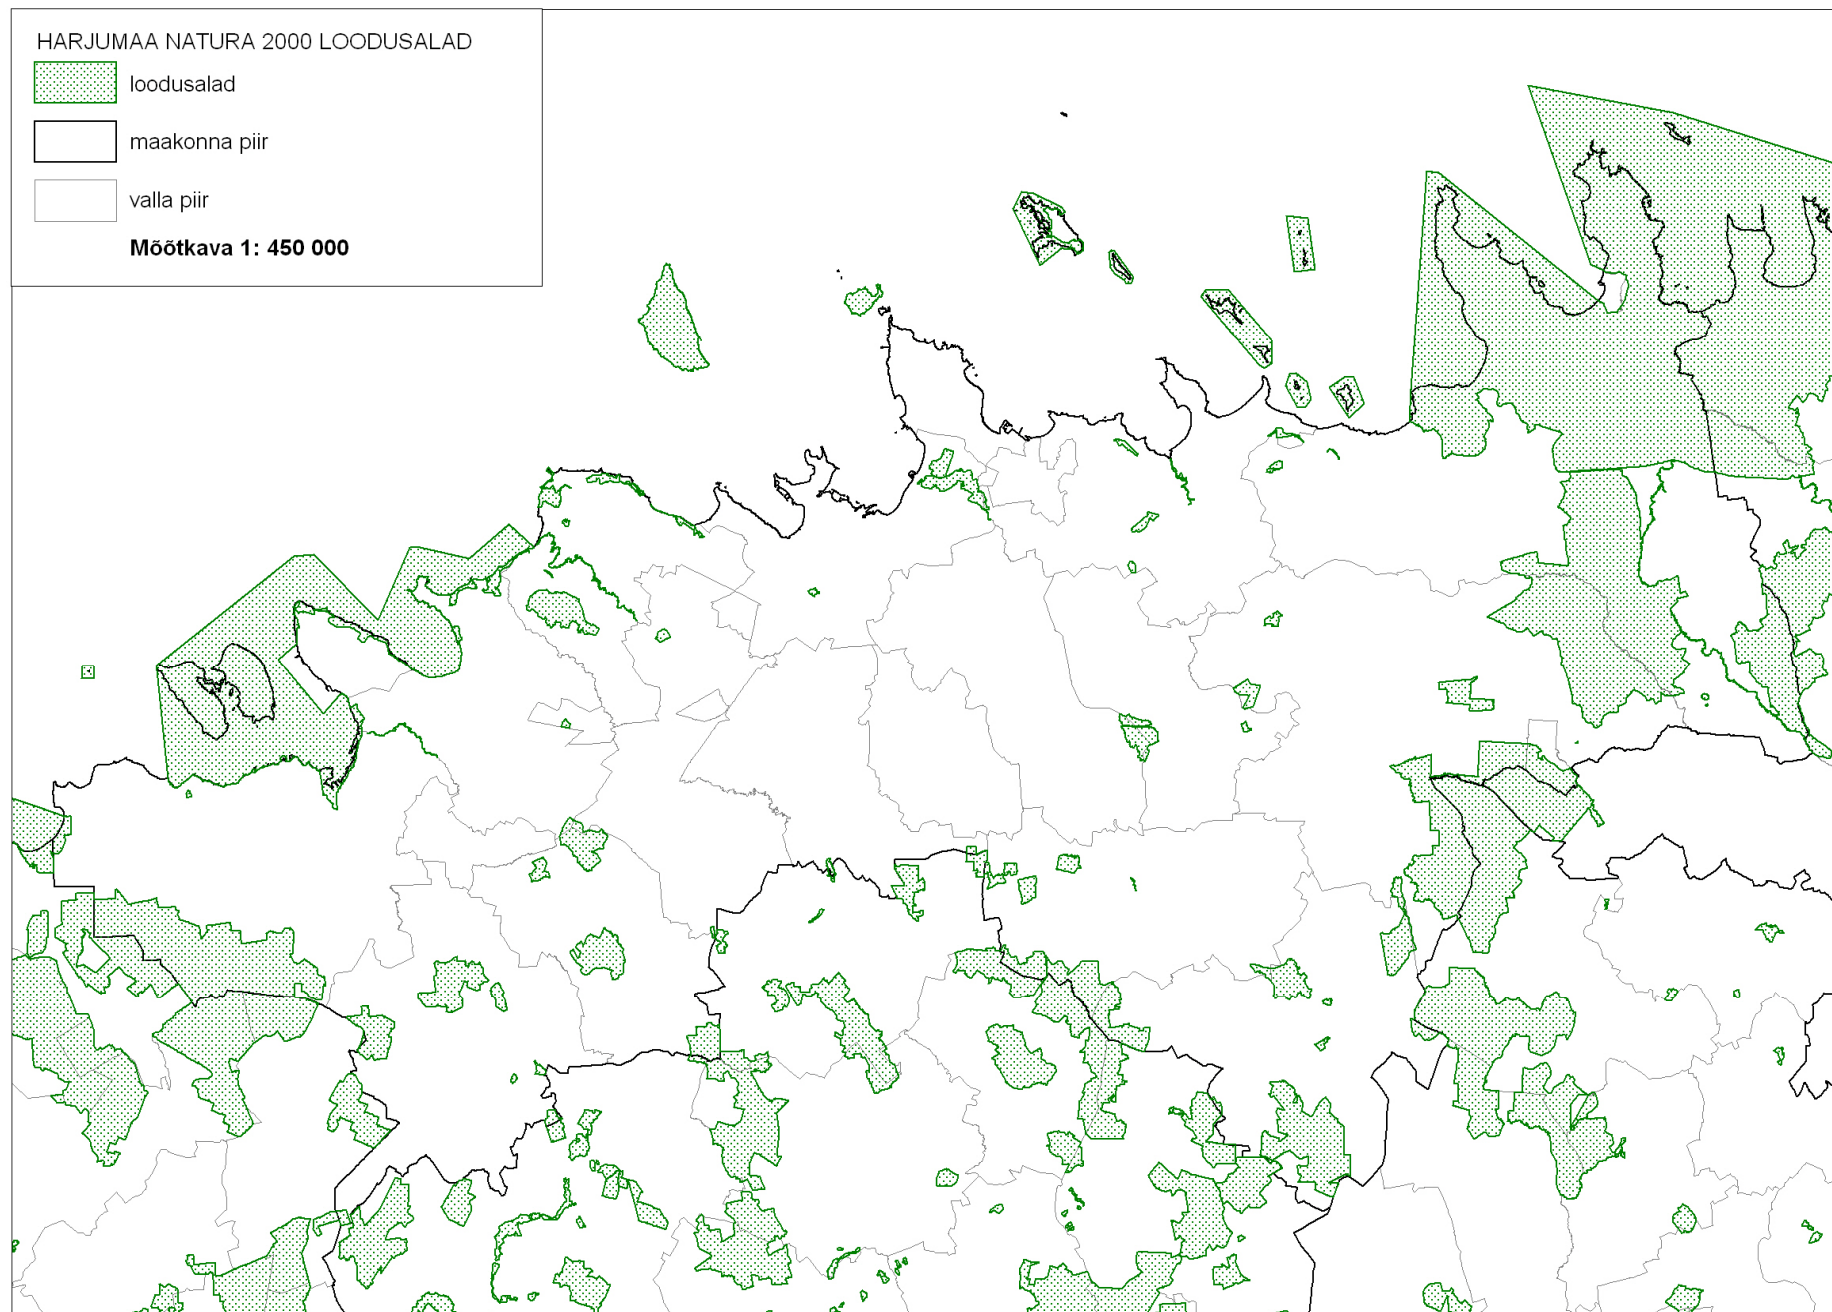 HARJUMAA NATURA 2000 LOODUSALAD
loodusalad
maakonna piir
valla piir
Mõõtkava 1: 450 000